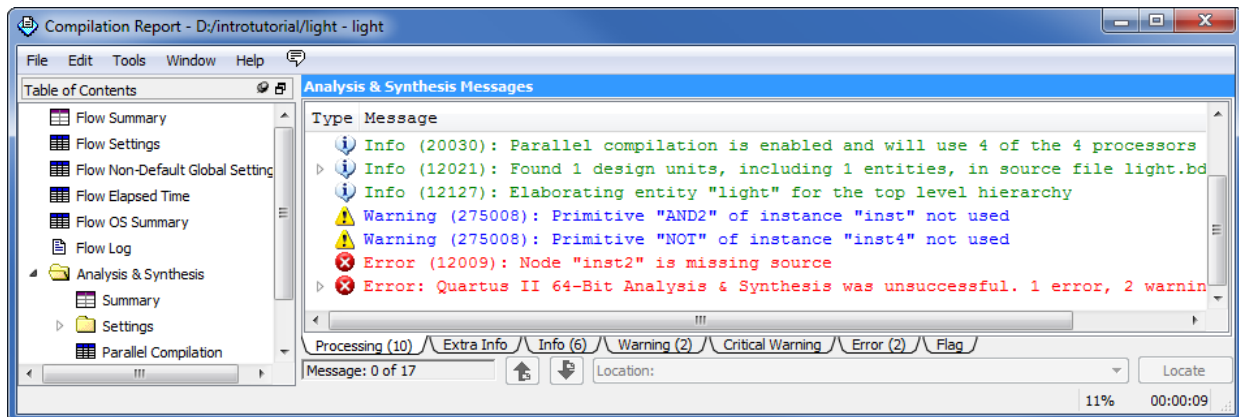 Compilation Report - D:/introtutorial/light - light
File Edit Tools Window Help
Table of Contents
Flow Summary
Flow Settings
Flow Non-Default Global Setting
Flow Elapsed Time
Flow OS Summary
Flow Log
Analysis & Synthesis
Summary
Settings
Parallel Compilation
Analysis & Synthesis Messages
Type Message
Info (20030): Parallel compilation is enabled and will use 4 of the 4 processors
Info (12021): Found 1 design units, including 1 entities, in source file light.bd
Info (12127): Elaborating entity "light" for the top level hierarchy
Warning (275008): Primitive "AND2" of instance "inst" not used
Warning (275008): Primitive "NOT" of instance "inst4" not used
Error (12009): Node "inst2" is missing source
Error: Quartus II 64-Bit Analysis & Synthesis was unsuccessful. 1 error, 2 warnin
Processing (10) Extra Info Info (6) Warning (2) Critical Warning Error (2) Flag
Message: 0 of 17 Location: Locate
11% 00:00:09